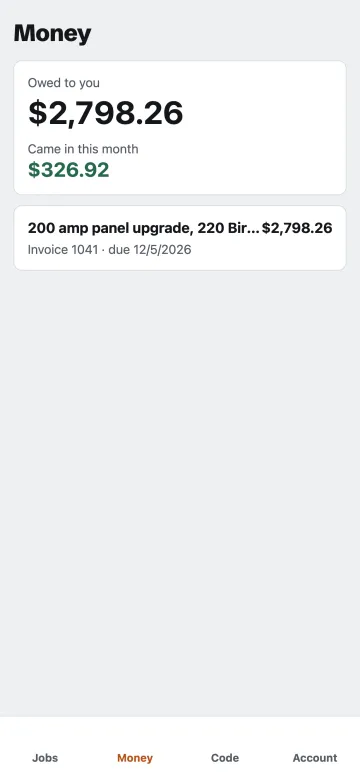 Money
Owed to you
$2,798.26
Came in this month
$326.92
200 amp panel upgrade, 220 Bir... $2,798.26
Invoice 1041 · due 12/5/2026
Jobs Money Code Account